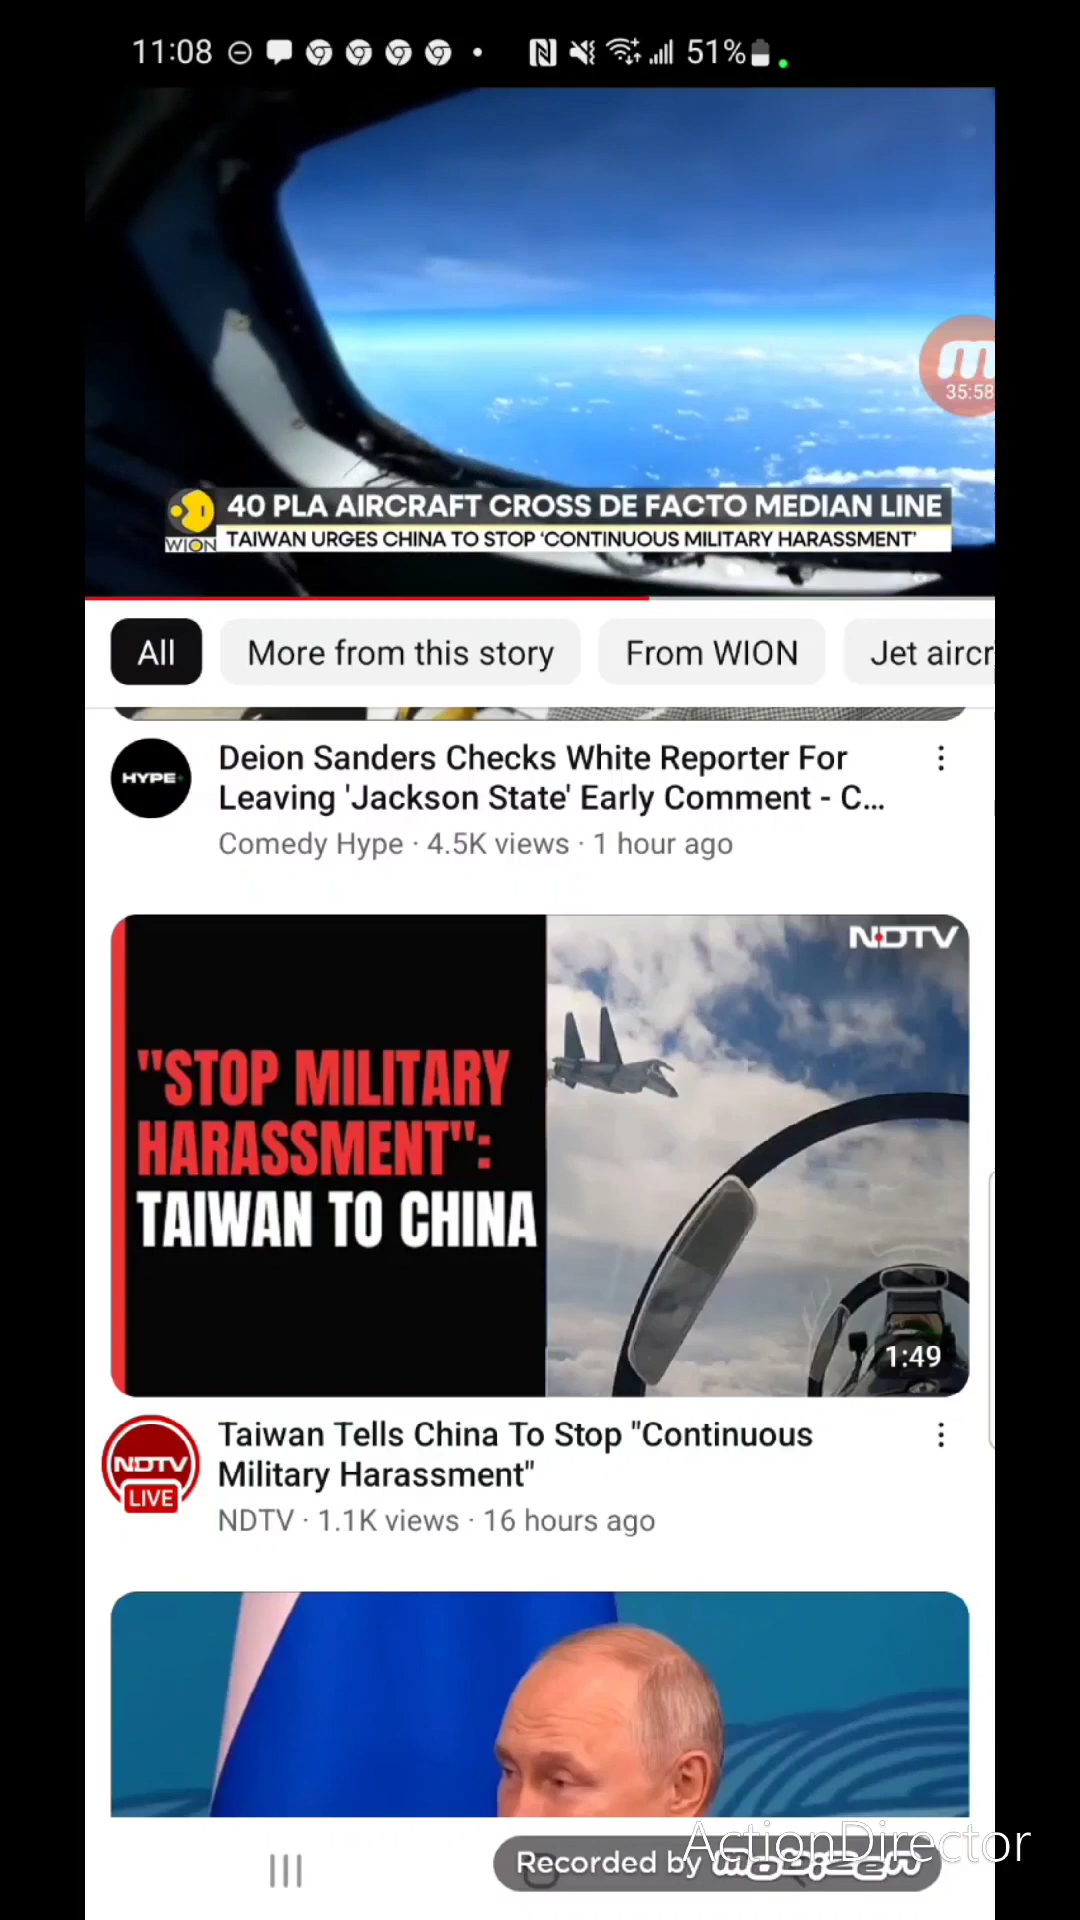 11:08 51%
35:58
40 PLA AIRCRAFT CROSS DE FACTO MEDIAN LINE
WION TAIWAN URGES CHINA TO STOP 'CONTINUOUS MILITARY HARASSMENT'
All More from this story From WION Jet aircr
HYPE+
Deion Sanders Checks White Reporter For
Leaving 'Jackson State' Early Comment - C...
Comedy Hype · 4.5K views · 1 hour ago
NDTV
"STOP MILITARY
HARASSMENT":
TAIWAN TO CHINA
1:49
NDTV
LIVE
Taiwan Tells China To Stop "Continuous
Military Harassment"
NDTV · 1.1K views · 16 hours ago
ActionDirector
Recorded by mobizen